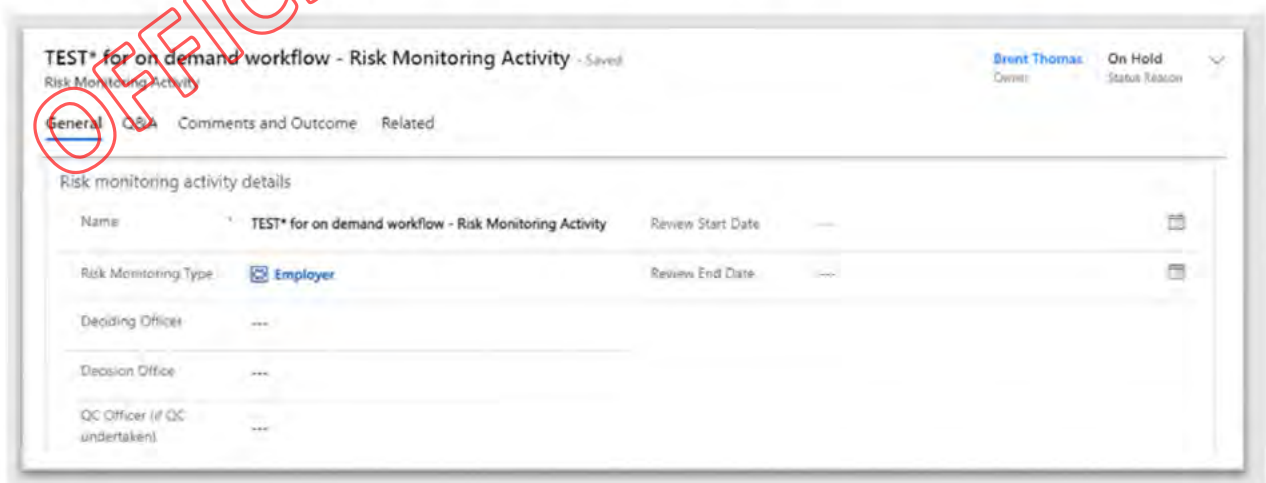 OFFIC
TEST* for on demand workflow - Risk Monitoring Activity - Saved
Risk Monitoring Activity
Brent Thomas
Owner
On Hold
Status Reason
General Q&A Comments and Outcome Related
Risk monitoring activity details
Name * TEST* for on demand workflow - Risk Monitoring Activity Review Start Date ---
Risk Monitoring Type Employer Review End Date ---
Deciding Officer ---
Decision Office ---
QC Officer (if QC
undertaken) ---